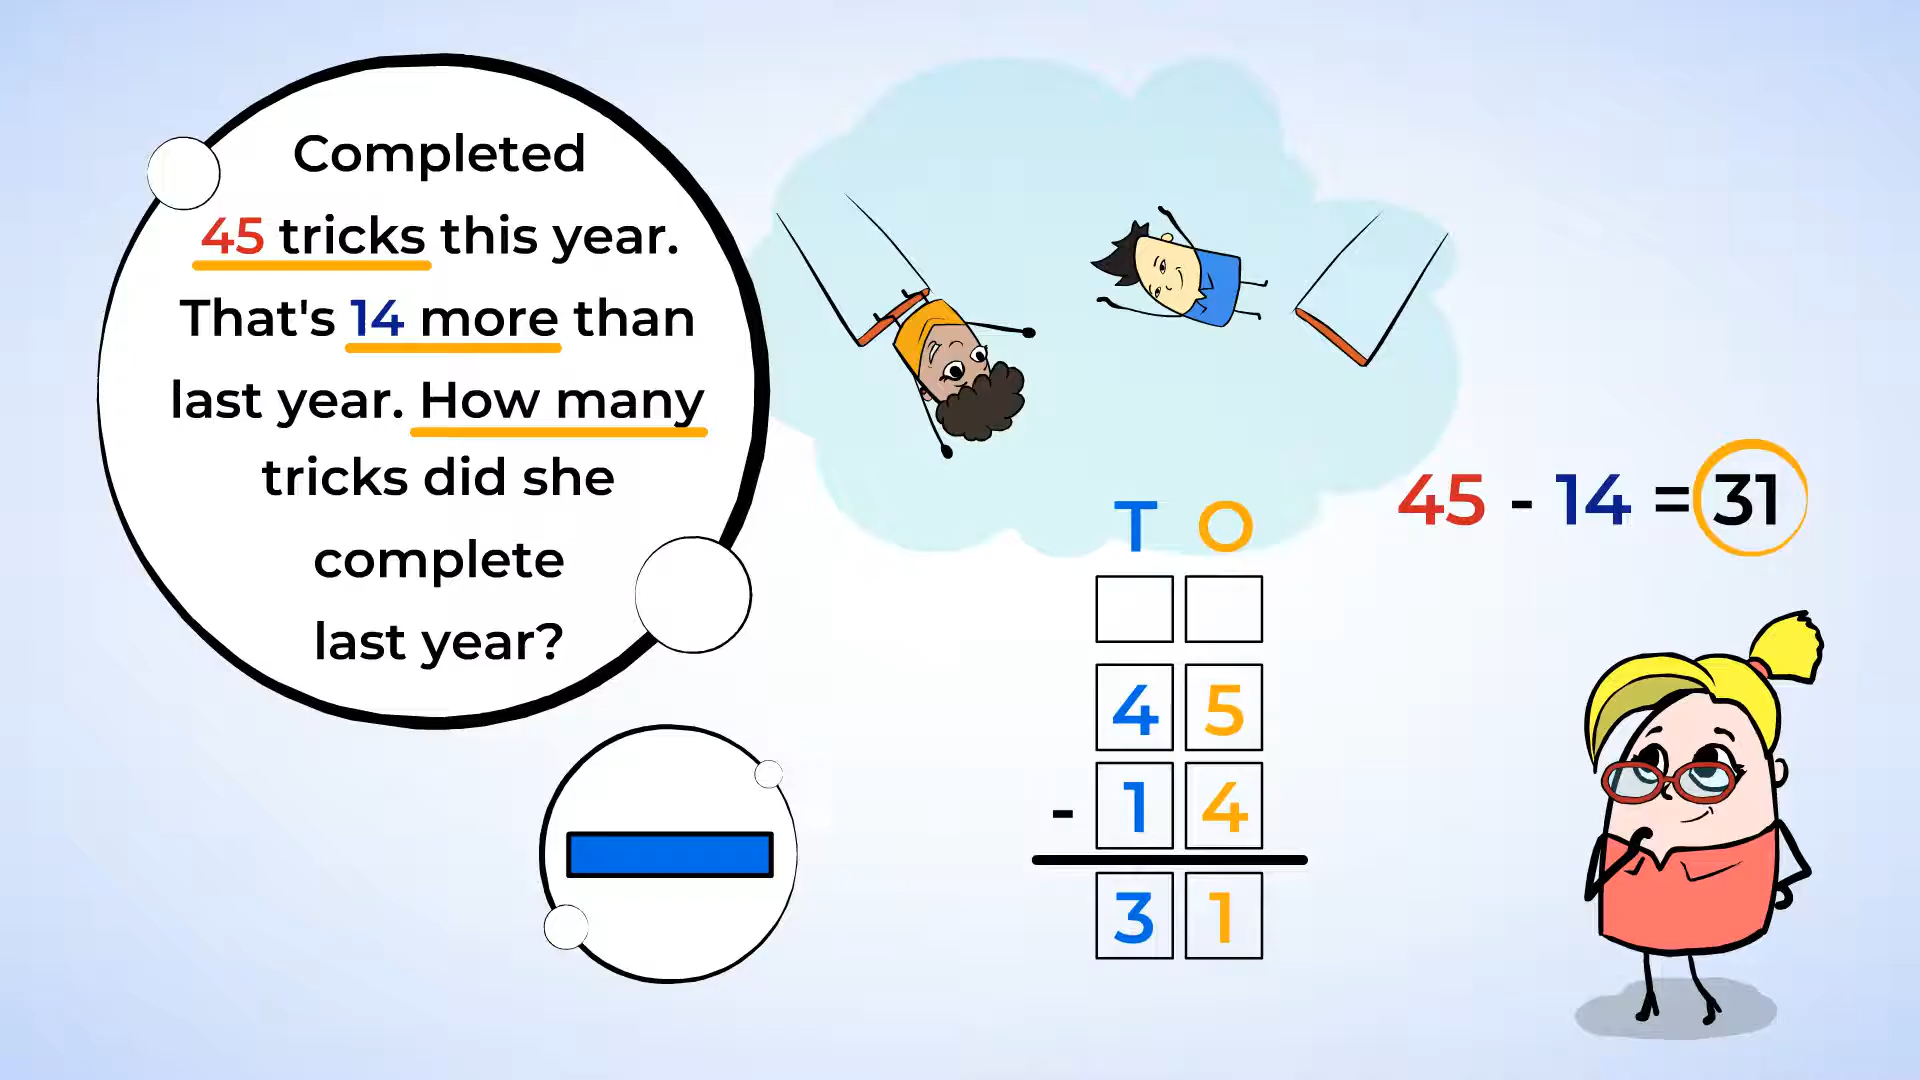 Completed
45 tricks this year.
That's 14 more than
last year. How many
tricks did she
complete
last year?
45 - 14 = 31
T O
4 5
- 1 4
3 1